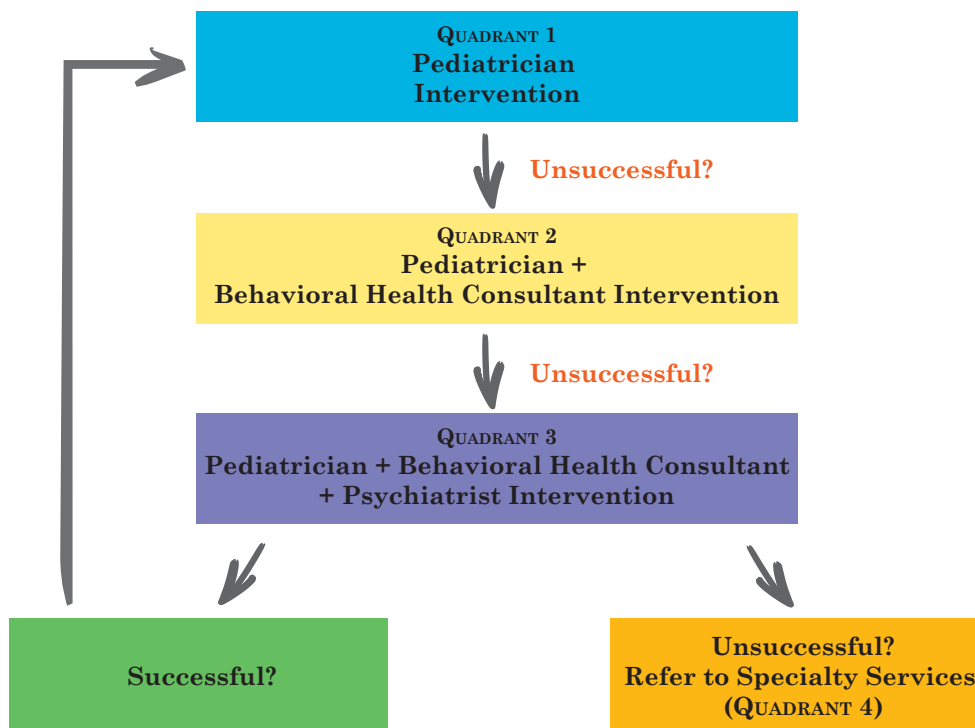 QUADRANT 1
Pediatrician
Intervention
Unsuccessful?
QUADRANT 2
Pediatrician +
Behavioral Health Consultant Intervention
Unsuccessful?
QUADRANT 3
Pediatrician + Behavioral Health Consultant
+ Psychiatrist Intervention
Successful?
Unsuccessful?
Refer to Specialty Services
(QUADRANT 4)